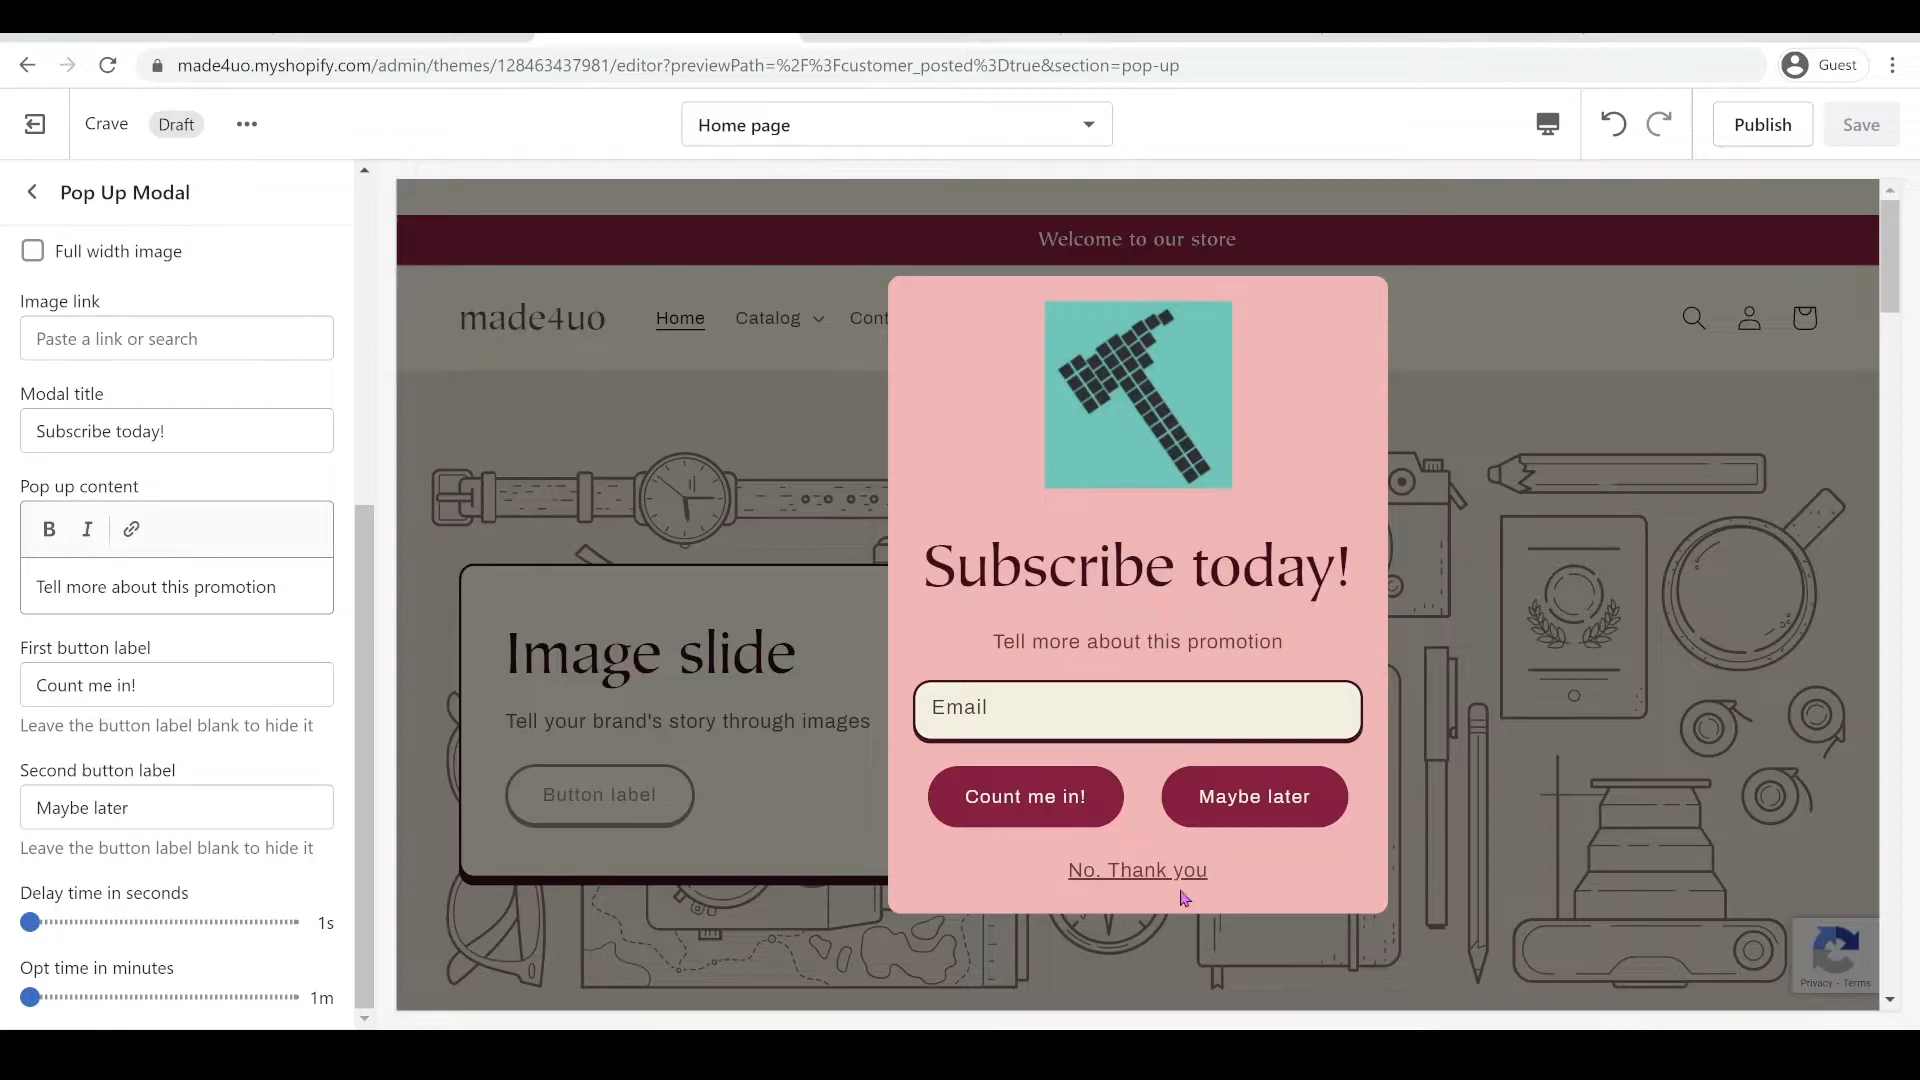 made4uo.myshopify.com/admin/themes/128463437981/editor?previewPath=%2F%3Fcustomer_posted%3Dtrue&section=pop-up
Guest
Crave
Draft
Home page
Publish
Save
Pop Up Modal
Full width image
Image link
Paste a link or search
Modal title
Subscribe today!
Pop up content
B I
Tell more about this promotion
First button label
Count me in!
Leave the button label blank to hide it
Second button label
Maybe later
Leave the button label blank to hide it
Delay time in seconds
1s
Opt time in minutes
1m
Welcome to our store
made4uo
Home
Catalog
Cont
Image slide
Tell your brand's story through images
Button label
Subscribe today!
Tell more about this promotion
Email
Count me in!
Maybe later
No. Thank you
Privacy - Terms